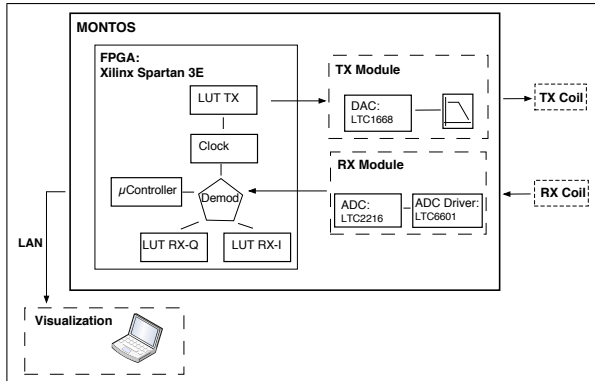 MONTOS
FPGA:
Xilinx Spartan 3E
LUT TX
Clock
µController
Demod
LUT RX-Q
LUT RX-I
TX Module
DAC:
LTC1668
RX Module
ADC:
LTC2216
ADC Driver:
LTC6601
TX Coil
RX Coil
LAN
Visualization